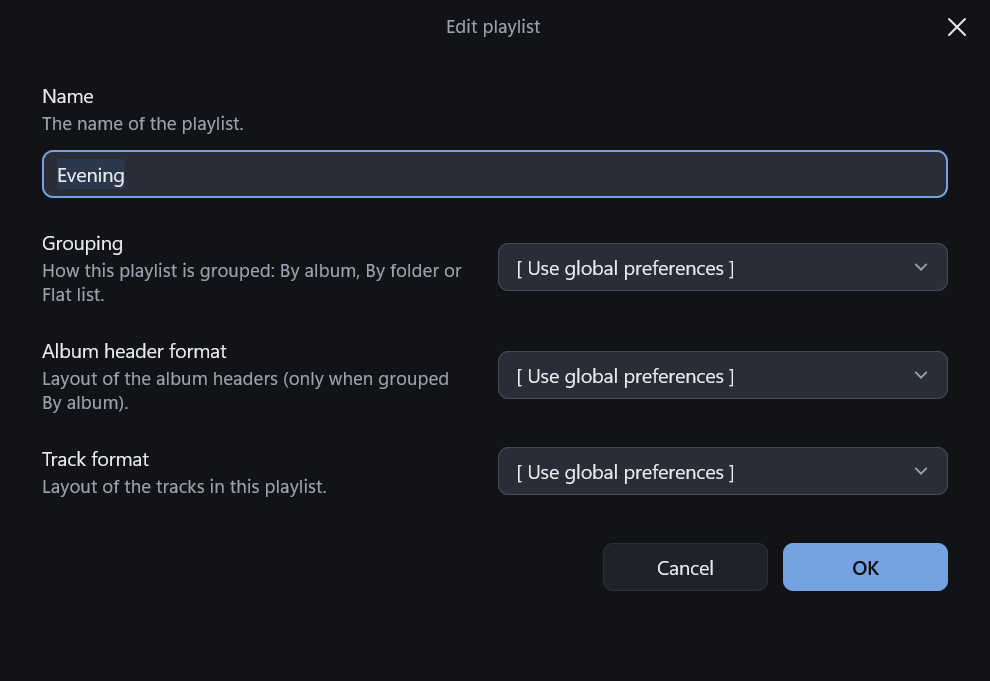 Edit playlist
Name
The name of the playlist.
Evening
Grouping
How this playlist is grouped: By album, By folder or
Flat list.
[ Use global preferences ]
Album header format
Layout of the album headers (only when grouped
By album).
[ Use global preferences ]
Track format
Layout of the tracks in this playlist.
[ Use global preferences ]
Cancel
OK